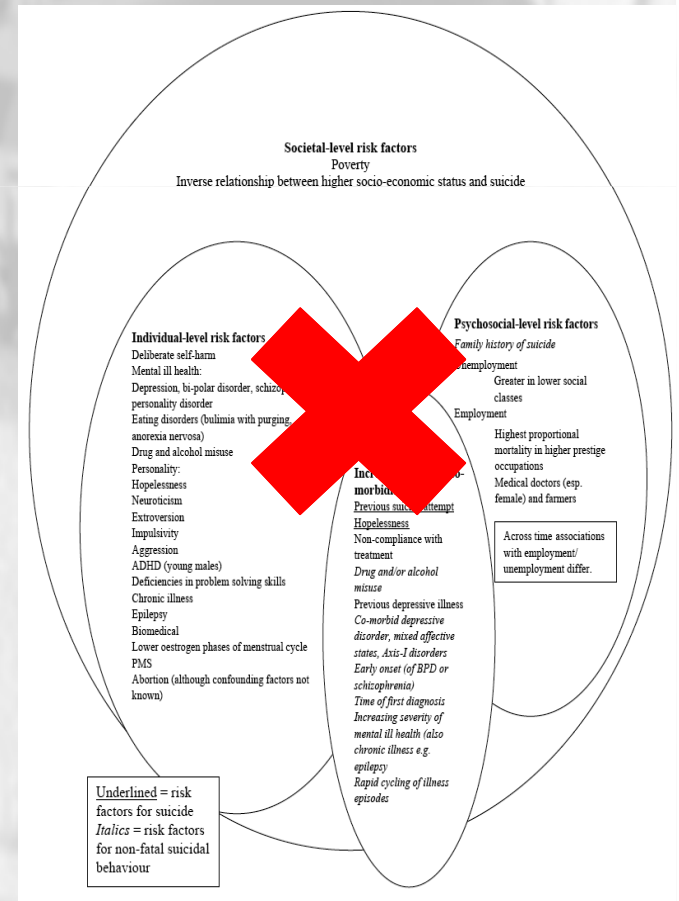 Societal-level risk factors
Poverty
Inverse relationship between higher socio-economic status and suicide
Individual-level risk factors
Deliberate self-harm
Mental ill health:
Depression, bi-polar disorder,
personality disorder
Eating disorders (bulimia with purging,
anorexia nervosa)
Drug and alcohol misuse
Personality:
Hopelessness
Neuroticism
Extroversion
Impulsivity
Aggression
ADHD (young males)
Deficiencies in problem solving skills
Chronic illness
Epilepsy
Biomedical
Lower oestrogen phases of menstrual cycle
PMS
Abortion (although confounding factors not
known)
Psychosocial-level risk factors
Family history of suicide
Unemployment
Greater in lower social
classes
Employment
Highest proportional
mortality in higher prestige
occupations
Medical doctors (esp.
female) and farmers
Across time associations
with employment/
unemployment differ.
Previous attempt
Hopelessness
Non-compliance with
treatment
Drug and/or alcohol
misuse
Previous depressive illness
Co-morbid depressive
disorder, mixed affective
states, Axis-I disorders
Early onset (of BPD or
schizophrenia)
Time of first diagnosis
Increasing severity of
mental ill health (also
chronic illness e.g.
epilepsy
Rapid cycling of illness
episodes
Underlined = risk
factors for suicide
Italics = risk factors
for non-fatal suicidal
behaviour